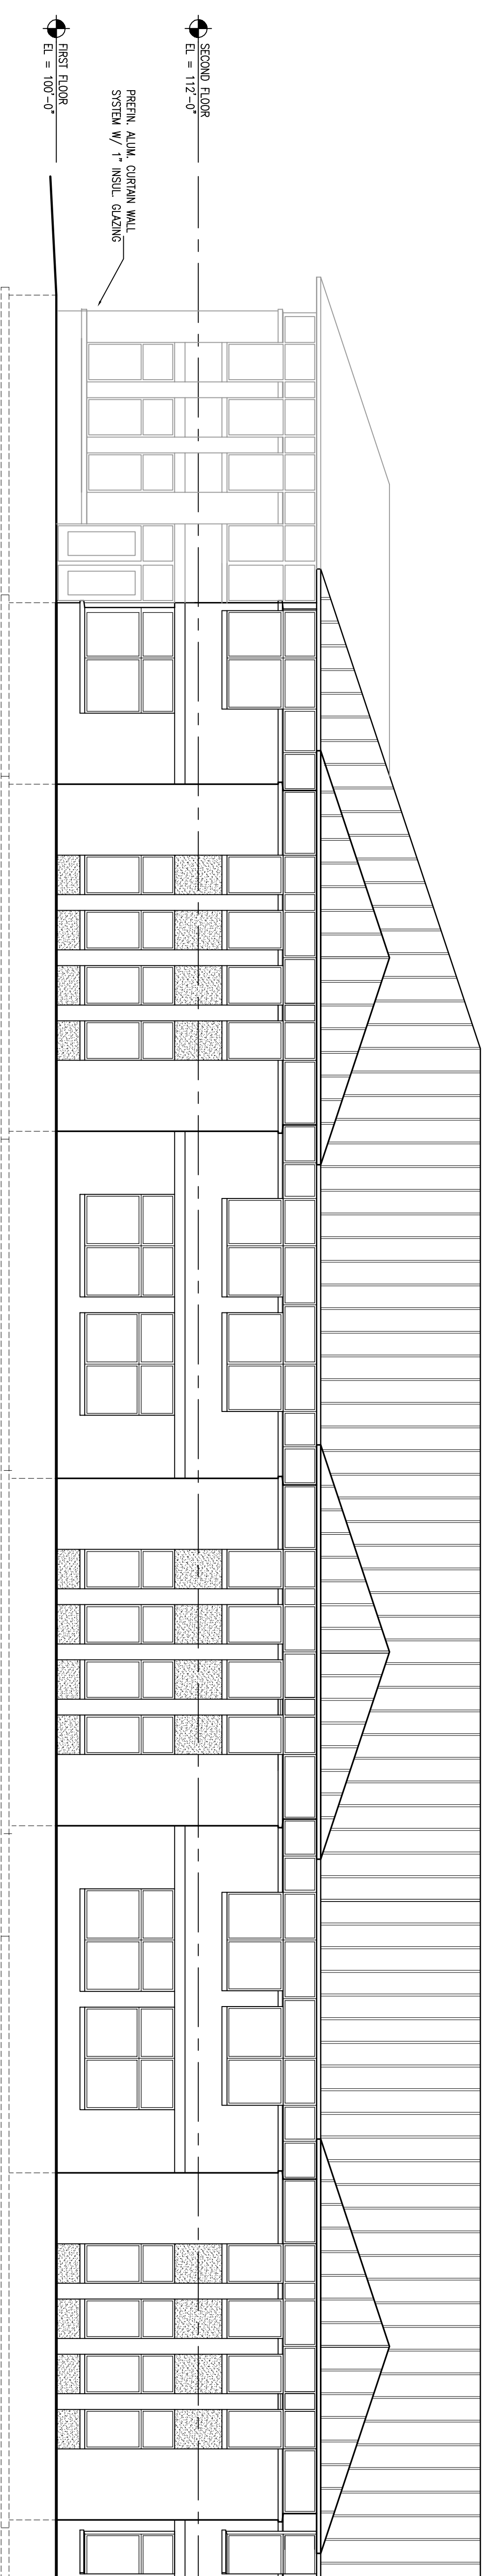 SECOND FLOOR
EL = 112'-0"
FIRST FLOOR
EL = 100'-0"
PREFIN. ALUM. CURTAIN WALL
SYSTEM W/ 1" INSUL. GLAZING